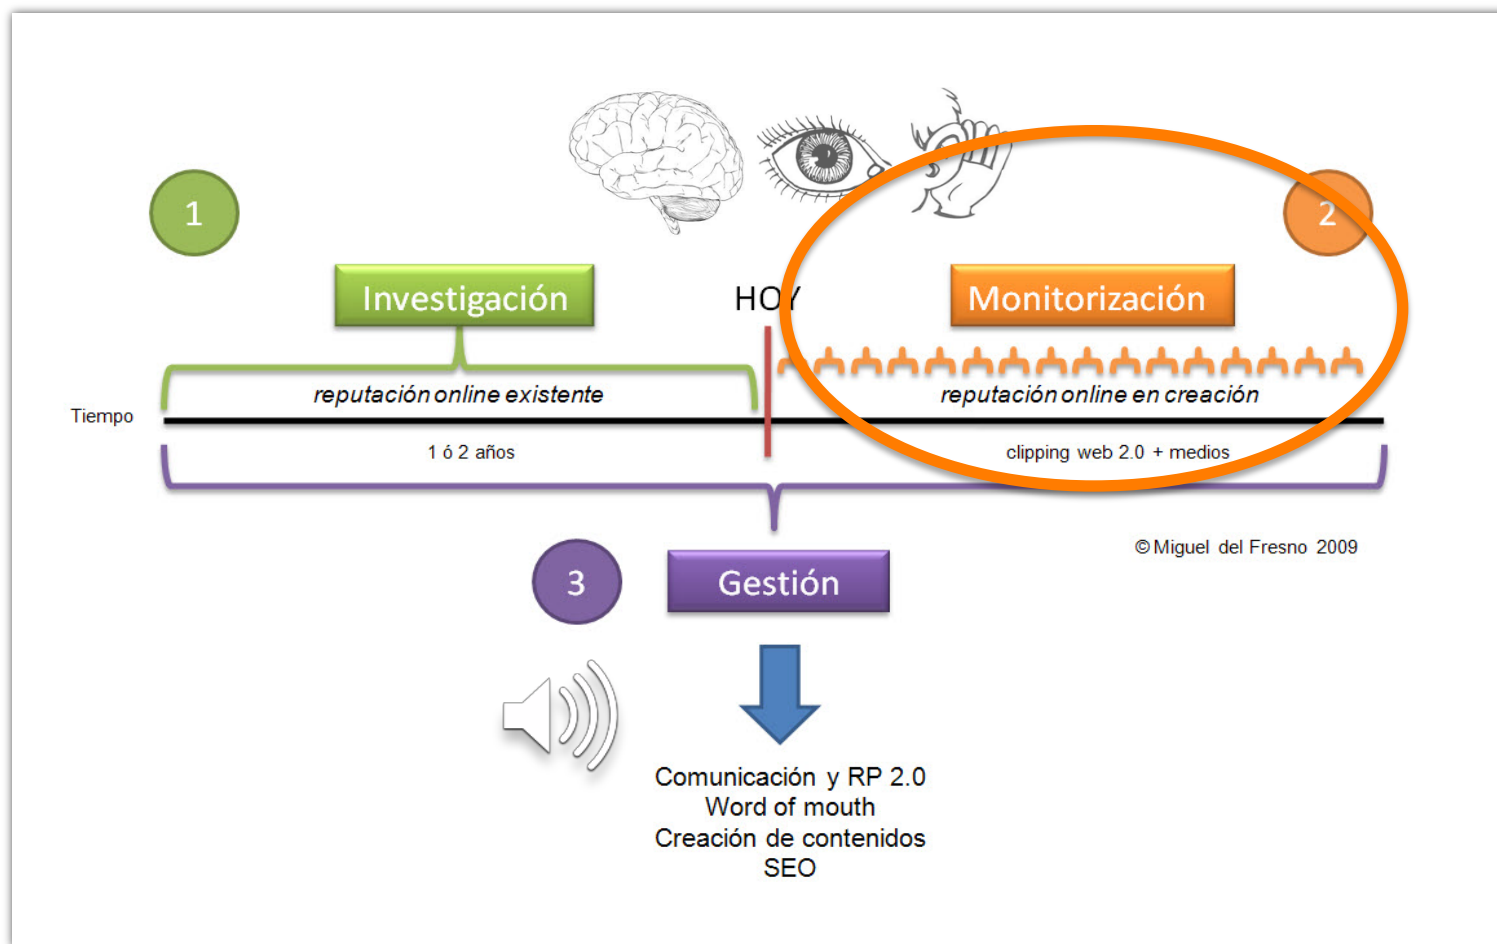 1
2
Investigación
HOY
Monitorización
reputación online existente
reputación online en creación
Tiempo
1 ó 2 años
clipping web 2.0 + medios
© Miguel del Fresno 2009
3
Gestión
Comunicación y RP 2.0
Word of mouth
Creación de contenidos
SEO